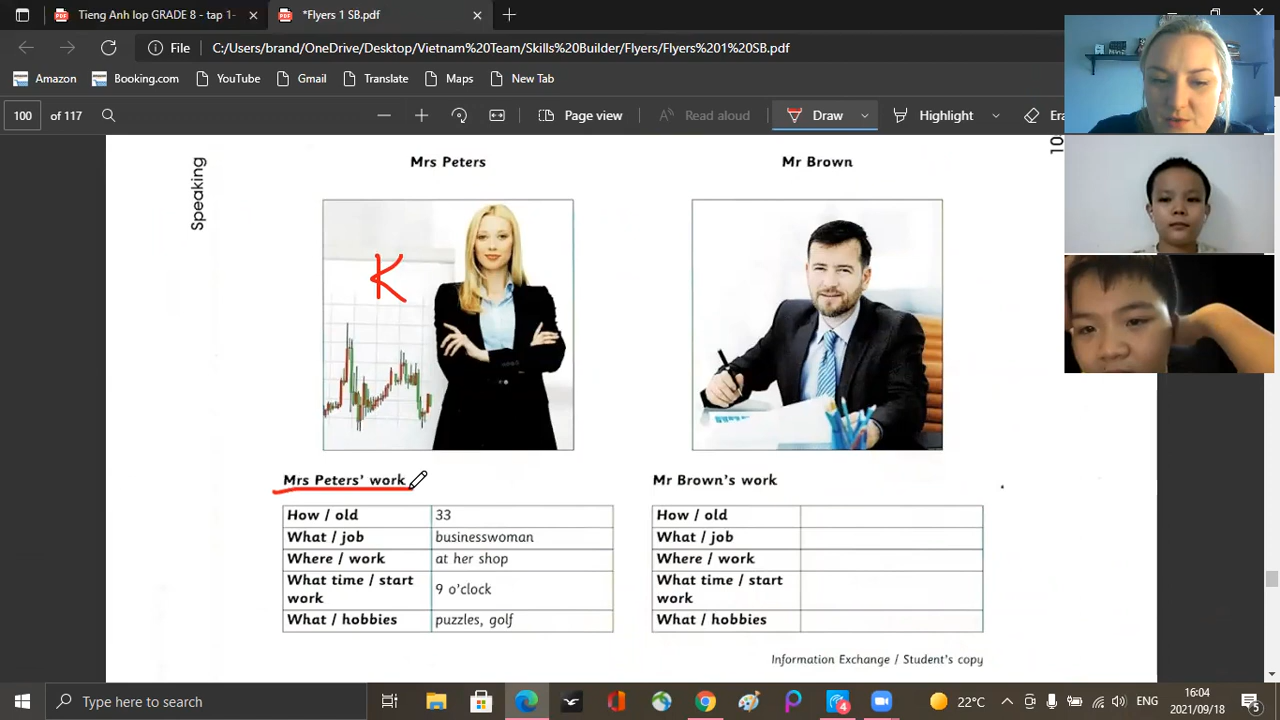 Tieng Anh lop GRADE 8 - tap 1-
*Flyers 1 SB.pdf
File
C:/Users/brand/OneDrive/Desktop/Vietnam%20Team/Skills%20Builder/Flyers/Flyers%201%20SB.pdf
Amazon
Booking.com
YouTube
Gmail
Translate
Maps
New Tab
100
of 117
Page view
Read aloud
Draw
Highlight
Era
Speaking
10
Mrs Peters
Mr Brown
K
Mrs Peters' work
How / old 33
What / job businesswoman
Where / work at her shop
What time / start
work
9 o'clock
What / hobbies puzzles, golf
Mr Brown's work
How / old
What / job
Where / work
What time / start
work
What / hobbies
Information Exchange / Student's copy
Type here to search
4
22°C
ENG
16:04
2021/09/18
5